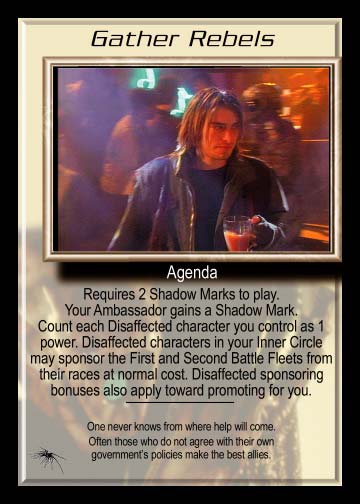 Gather Rebels
Agenda
Requires 2 Shadow Marks to play.
Your Ambassador gains a Shadow Mark.
Count each Disaffected character you control as 1
power. Disaffected characters in your Inner Circle
may sponsor the First and Second Battle Fleets from
their races at normal cost. Disaffected sponsoring
bonuses also apply toward promoting for you.
One never knows from where help will come.
Often those who do not agree with their own
government's policies make the best allies.